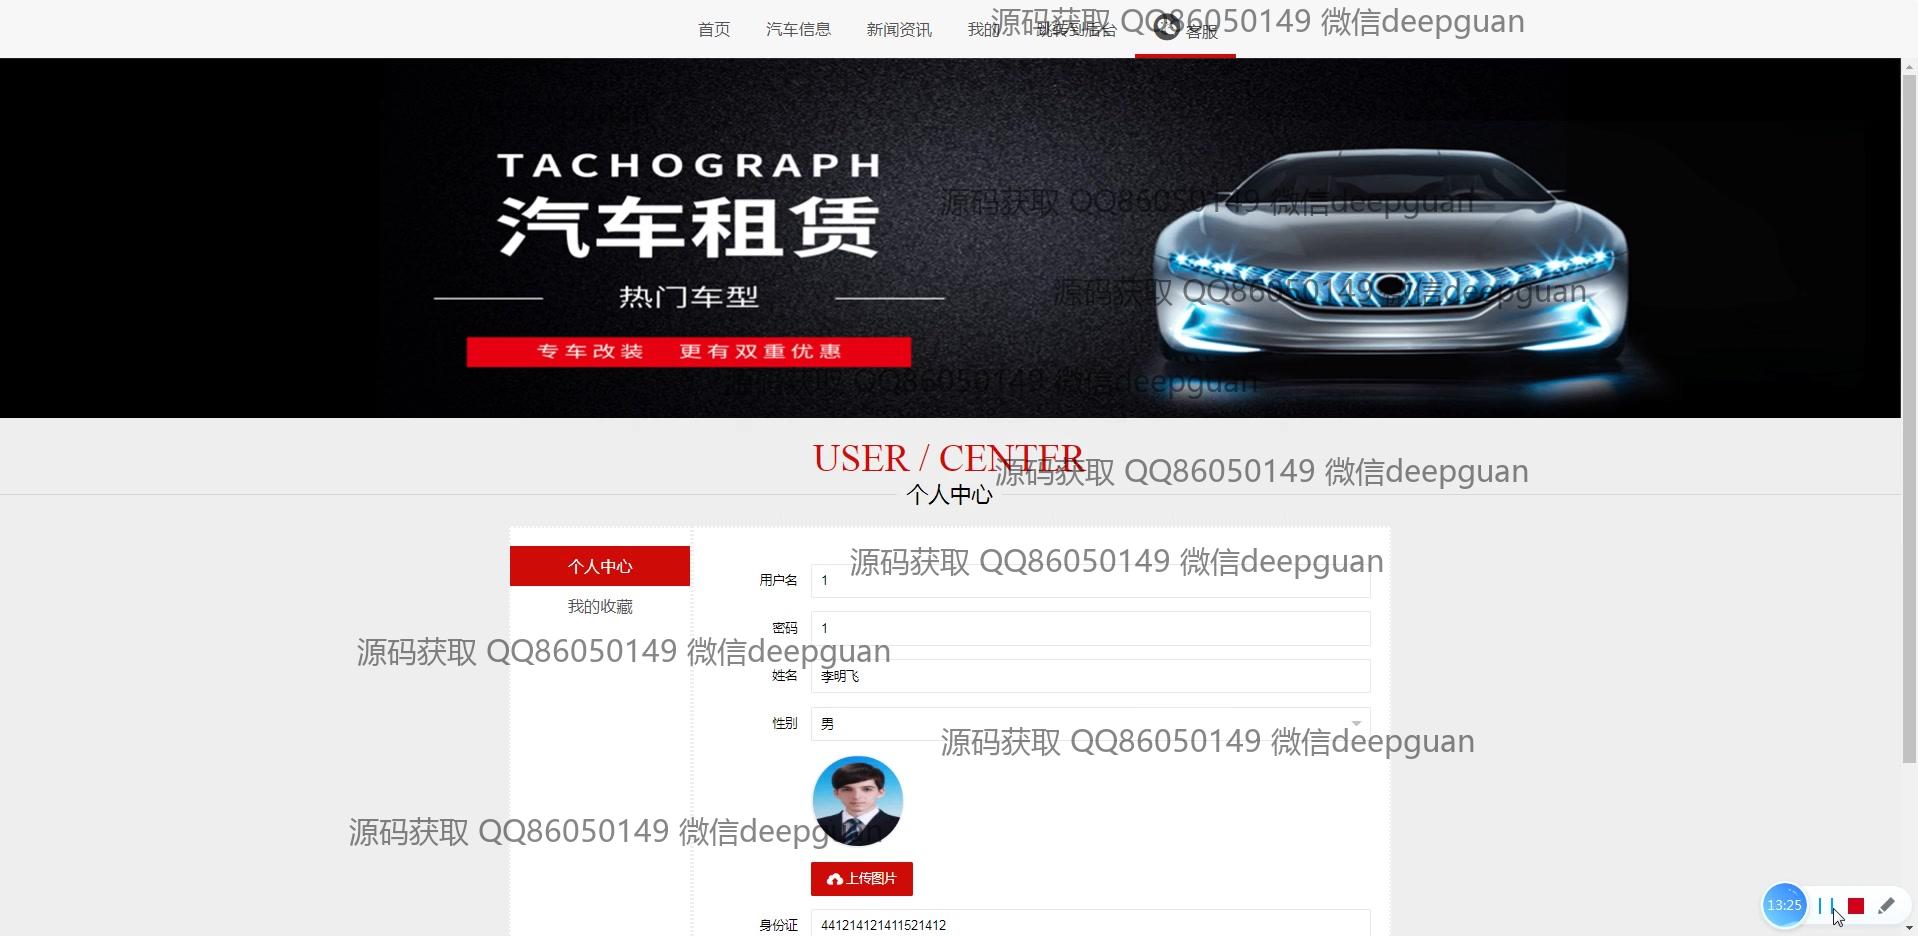 首页 汽车信息 新闻资讯 我的 跳转到后台 客服
源码获取 QQ86050149 微信deepguan
TACHOGRAPH
汽车租赁
源码获取 QQ86050149 微信deepguan
热门车型
源码获取 QQ86050149 微信deepguan
专车改装 更有双重优惠
源码获取 QQ86050149 微信deepguan
USER / CENTER
源码获取 QQ86050149 微信deepguan
个人中心
个人中心
我的收藏
源码获取 QQ86050149 微信deepguan
用户名 1
密码 1
源码获取 QQ86050149 微信deepguan
姓名 李明飞
性别 男
源码获取 QQ86050149 微信deepguan
源码获取 QQ86050149 微信deepguan
上传图片
身份证 441214121411521412
13:25